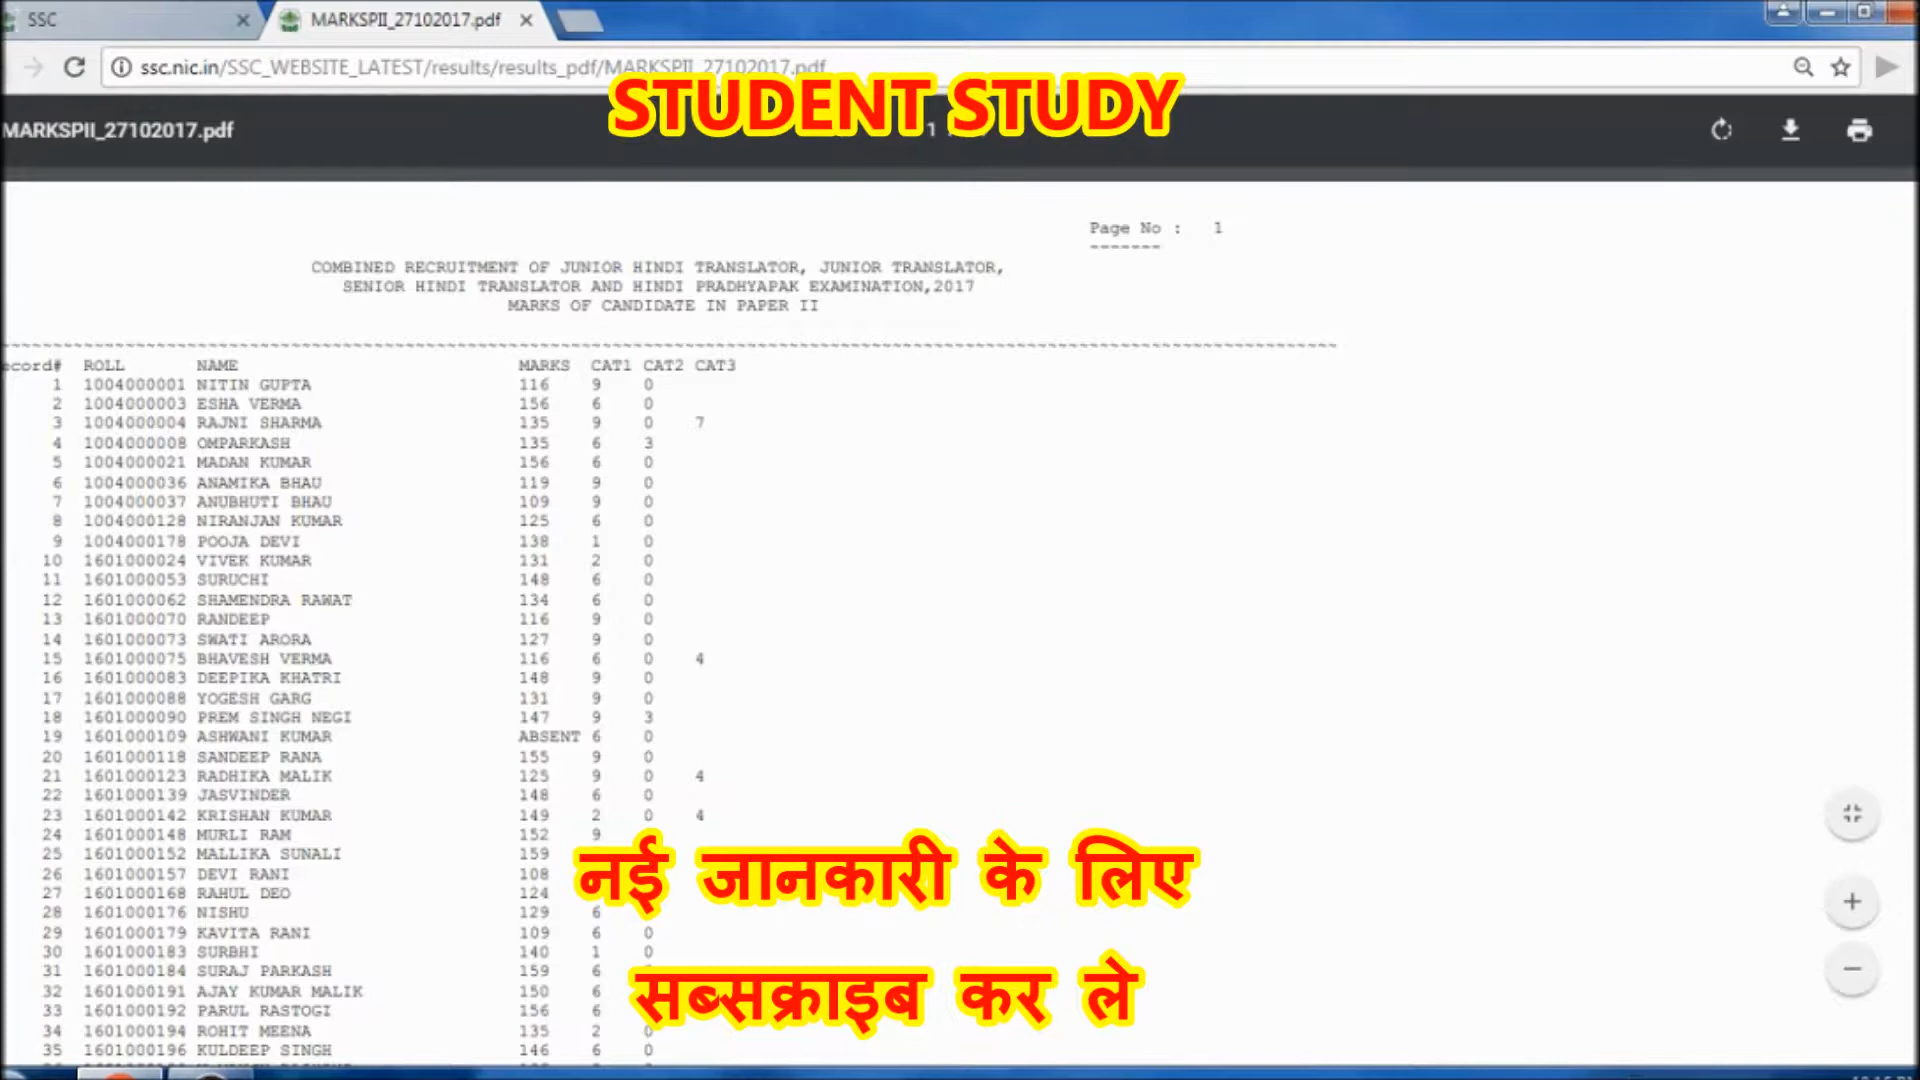 SSC
MARKSPII_27102017.pdf
ssc.nic.in/SSC_WEBSITE_LATEST/results/results_pdf/MARKSPII_27102017.pdf
STUDENT STUDY
MARKSPII_27102017.pdf
1
Page No : 1
COMBINED RECRUITMENT OF JUNIOR HINDI TRANSLATOR, JUNIOR TRANSLATOR,
SENIOR HINDI TRANSLATOR AND HINDI PRADHYAPAK EXAMINATION,2017
MARKS OF CANDIDATE IN PAPER II
ecord# ROLL NAME MARKS CAT1 CAT2 CAT3
1 1004000001 NITIN GUPTA 116 9 0
2 1004000003 ESHA VERMA 156 6 0
3 1004000004 RAJNI SHARMA 135 9 0 7
4 1004000008 OMPARKASH 135 6 3
5 1004000021 MADAN KUMAR 156 6 0
6 1004000036 ANAMIKA BHAU 119 9 0
7 1004000037 ANUBHUTI BHAU 109 9 0
8 1004000128 NIRANJAN KUMAR 125 6 0
9 1004000178 POOJA DEVI 138 1 0
10 1601000024 VIVEK KUMAR 131 2 0
11 1601000053 SURUCHI 148 6 0
12 1601000062 SHAMENDRA RAWAT 134 6 0
13 1601000070 RANDEEP 116 9 0
14 1601000073 SWATI ARORA 127 9 0
15 1601000075 BHAVESH VERMA 116 6 0 4
16 1601000083 DEEPIKA KHATRI 148 9 0
17 1601000088 YOGESH GARG 131 9 0
18 1601000090 PREM SINGH NEGI 147 9 3
19 1601000109 ASHWANI KUMAR ABSENT 6 0
20 1601000118 SANDEEP RANA 155 9 0
21 1601000123 RADHIKA MALIK 125 9 0 4
22 1601000139 JASVINDER 148 6 0
23 1601000142 KRISHAN KUMAR 149 2 0 4
24 1601000148 MURLI RAM 152 9
25 1601000152 MALLIKA SUNALI 159
26 1601000157 DEVI RANI 108
27 1601000168 RAHUL DEO 124
28 1601000176 NISHU 129 6
29 1601000179 KAVITA RANI 109 6 0
30 1601000183 SURBHI 140 1 0
31 1601000184 SURAJ PARKASH 159 6
32 1601000191 AJAY KUMAR MALIK 150 6
33 1601000192 PARUL RASTOGI 156 6
34 1601000194 ROHIT MEENA 135 2
35 1601000196 KULDEEP SINGH 146 6 0
नई जानकारी के लिए
सब्सक्राइब कर ले